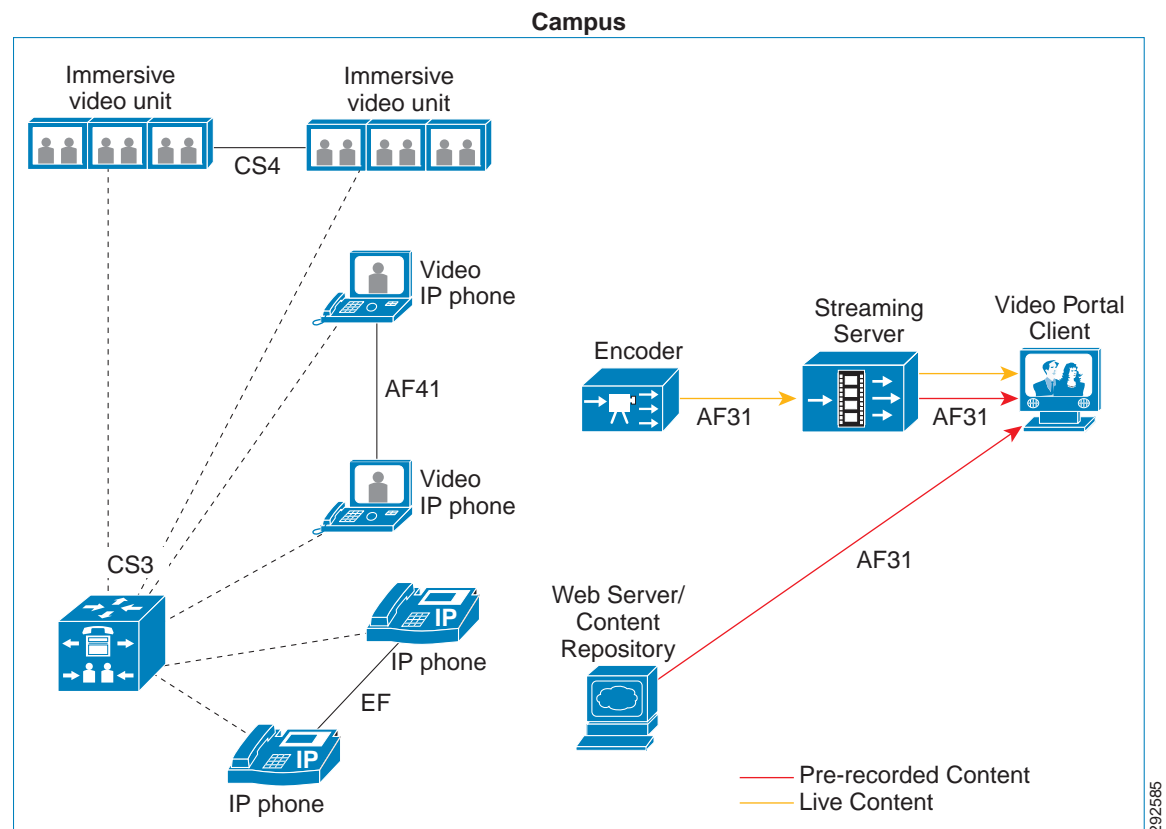 Campus
Immersive
video unit
Immersive
video unit
CS4
Video
IP phone
AF41
Video
IP phone
CS3
IP
IP phone
EF
IP
IP phone
Encoder
AF31
Streaming
Server
AF31
Video Portal
Client
AF31
Web Server/
Content
Repository
Pre-recorded Content
Live Content
292585